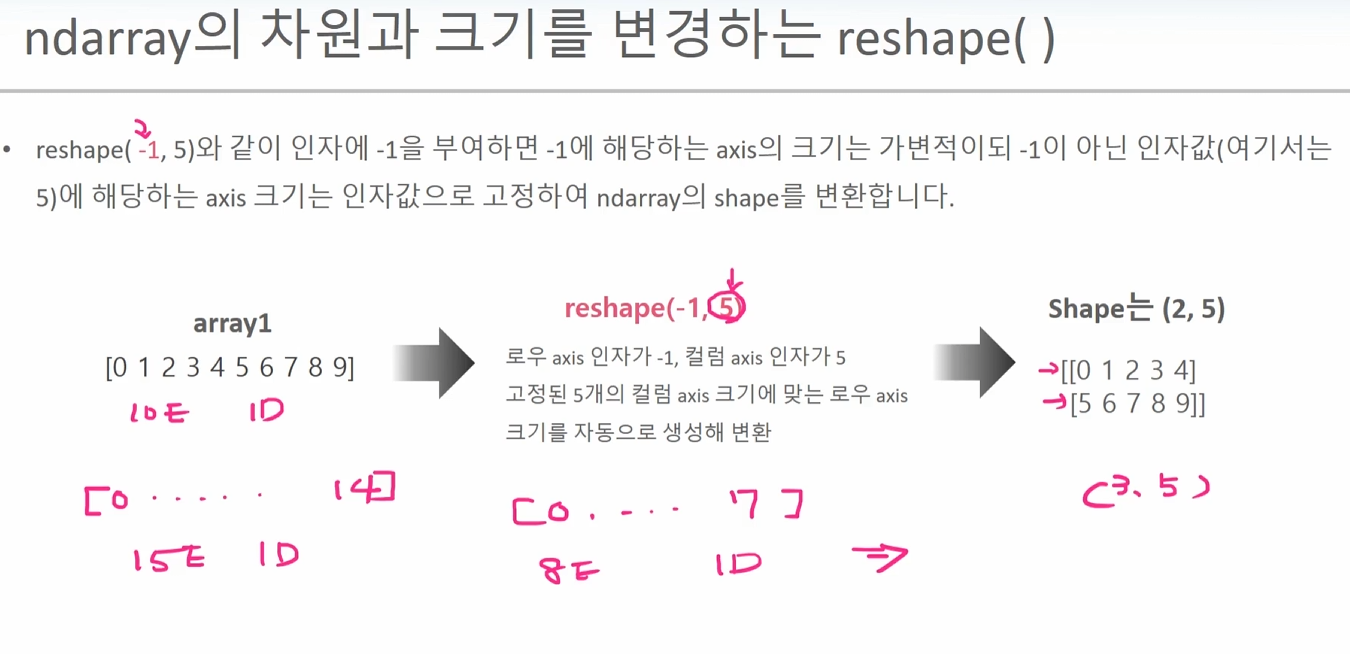 ndarray의 차원과 크기를 변경하는 reshape( )
2
• reshape( -1, 5)와 같이 인자에 -1을 부여하면 -1에 해당하는 axis의 크기는 가변적이되 -1이 아닌 인자값(여기서는
5)에 해당하는 axis 크기는 인자값으로 고정하여 ndarray의 shape를 변환합니다.
array1
[0 1 2 3 4 5 6 7 8 9]
10E 1D
reshape(-1, 5)
로우 axis 인자가 -1, 컬럼 axis 인자가 5
고정된 5개의 컬럼 axis 크기에 맞는 로우 axis
크기를 자동으로 생성해 변환
Shape는 (2, 5)
→[[0 1 2 3 4]
→[5 6 7 8 9]]
[0 ..... 14]
15E 1D
[0 .... 7]
8E 1D ⇒
(3, 5)